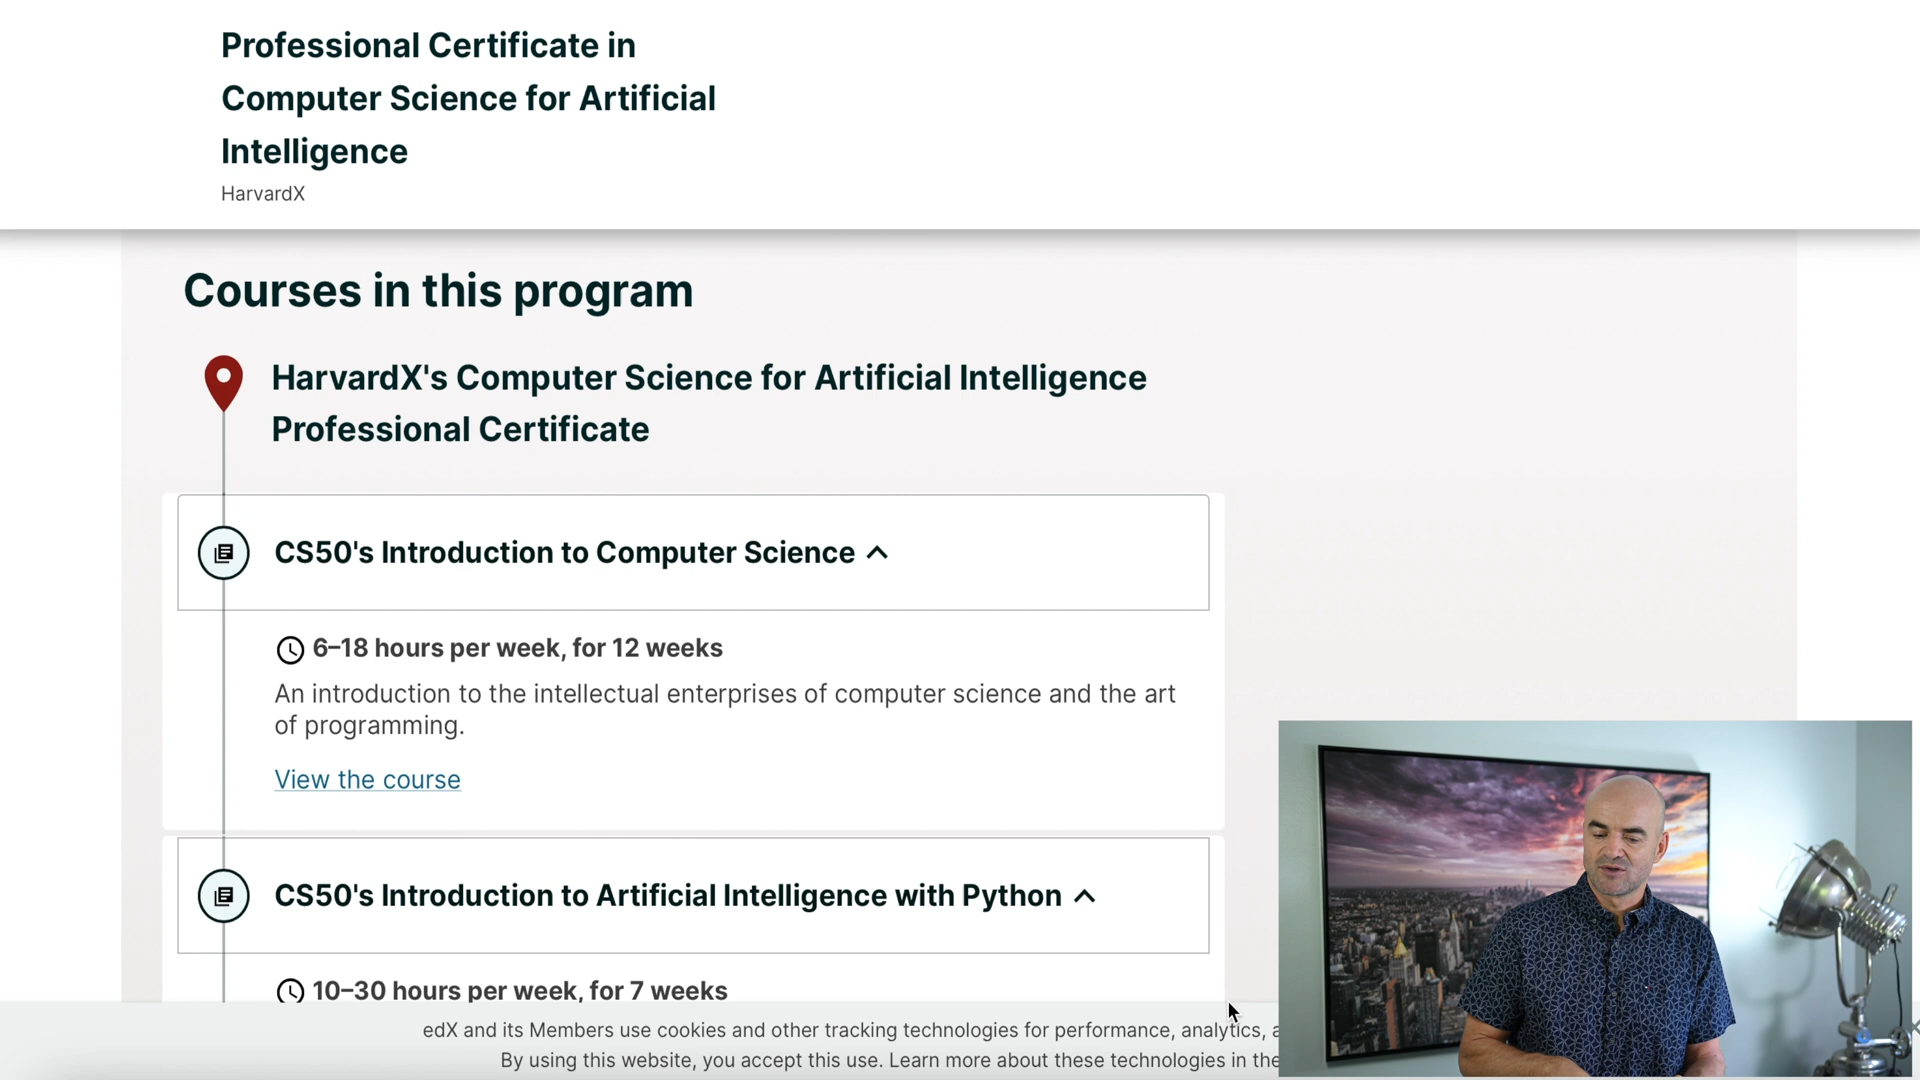 Professional Certificate in
Computer Science for Artificial
Intelligence
HarvardX
Courses in this program
HarvardX's Computer Science for Artificial Intelligence
Professional Certificate
CS50's Introduction to Computer Science
6–18 hours per week, for 12 weeks
An introduction to the intellectual enterprises of computer science and the art
of programming.
View the course
CS50's Introduction to Artificial Intelligence with Python
10–30 hours per week, for 7 weeks
edX and its Members use cookies and other tracking technologies for performance, analytics,
By using this website, you accept this use. Learn more about these technologies in the